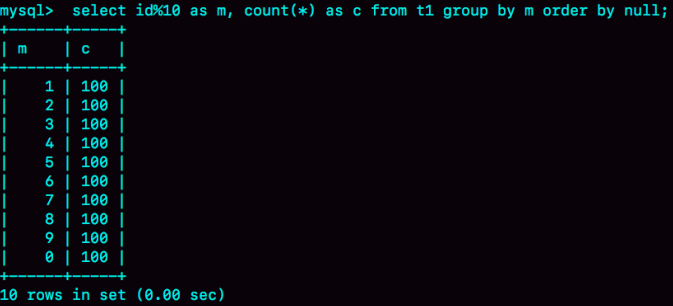 mysql>  select id%10 as m, count(*) as c from t1 group by m order by null;
+------+-----+
| m    | c   |
+------+-----+
|    1 | 100 |
|    2 | 100 |
|    3 | 100 |
|    4 | 100 |
|    5 | 100 |
|    6 | 100 |
|    7 | 100 |
|    8 | 100 |
|    9 | 100 |
|    0 | 100 |
+------+-----+
10 rows in set (0.00 sec)